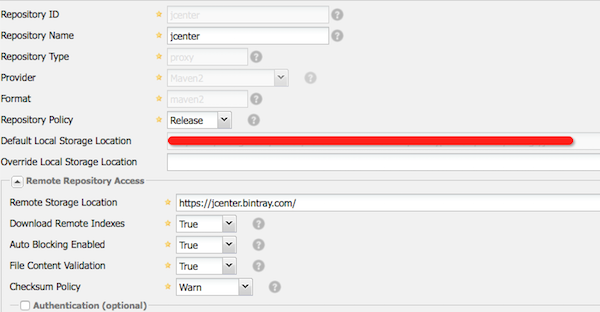 Repository ID jcenter
Repository Name jcenter
Repository Type proxy
Provider Maven2
Format maven2
Repository Policy Release
Default Local Storage Location
Override Local Storage Location
Remote Repository Access
Remote Storage Location https://jcenter.bintray.com/
Download Remote Indexes True
Auto Blocking Enabled True
File Content Validation True
Checksum Policy Warn
Authentication (optional)